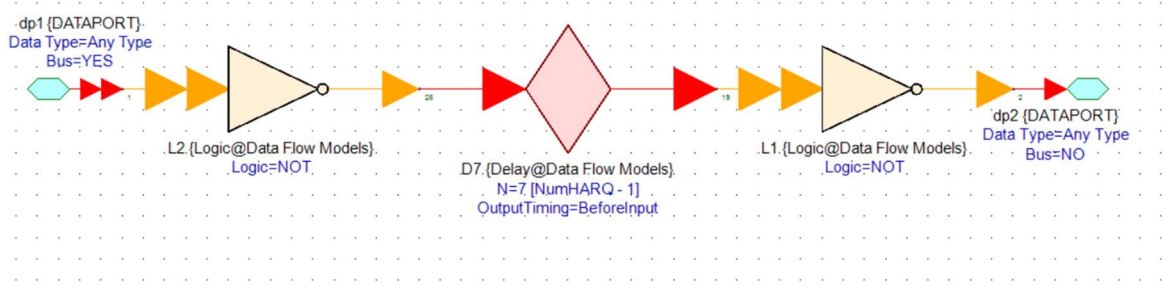 dp1 {DATAPORT}
Data Type=Any Type
Bus=YES
1
L2 {Logic@Data Flow Models}
Logic=NOT
26
D7 {Delay@Data Flow Models}
N=7 [NumHARQ - 1]
OutputTiming=BeforeInput
19
L1 {Logic@Data Flow Models}
Logic=NOT
2
dp2 {DATAPORT}
Data Type=Any Type
Bus=NO